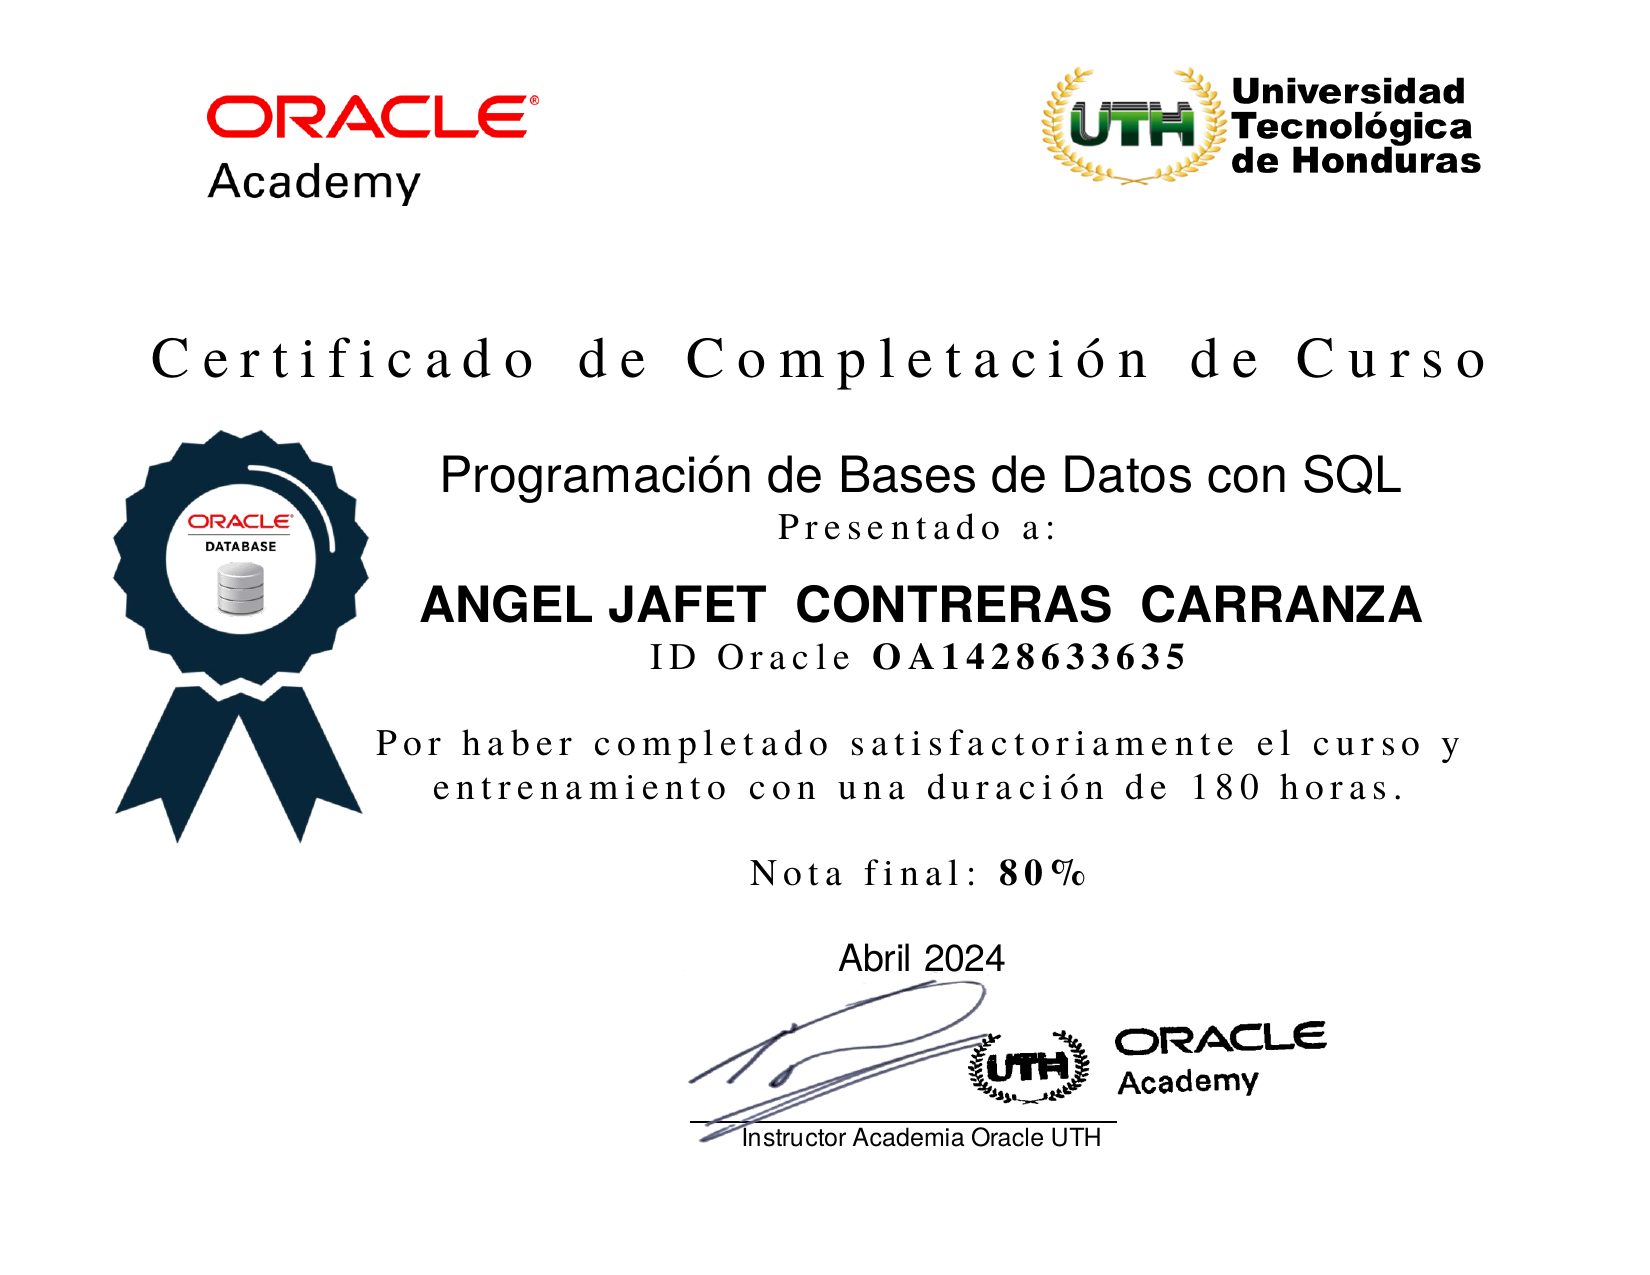 ORACLE®
Academy
UTH
Universidad
Tecnológica
de Honduras
Certificado de Completación de Curso
ORACLE®
DATABASE
Programación de Bases de Datos con SQL
Presentado a:
ANGEL JAFET  CONTRERAS  CARRANZA
ID Oracle OA1428633635
Por haber completado satisfactoriamente el curso y
entrenamiento con una duración de 180 horas.
Nota final: 80%
Abril 2024
UTH
ORACLE
Academy
Instructor Academia Oracle UTH